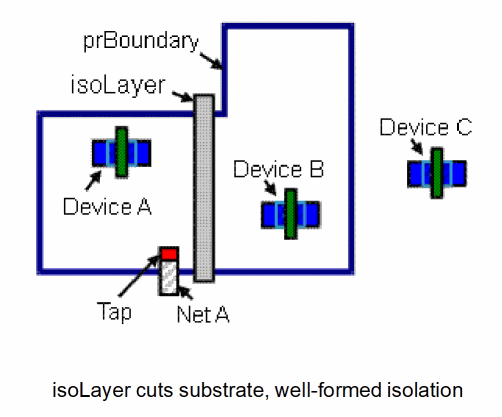 prBoundary
isoLayer
Device C
Device B
Device A
Tap
Net A
isoLayer cuts substrate, well-formed isolation